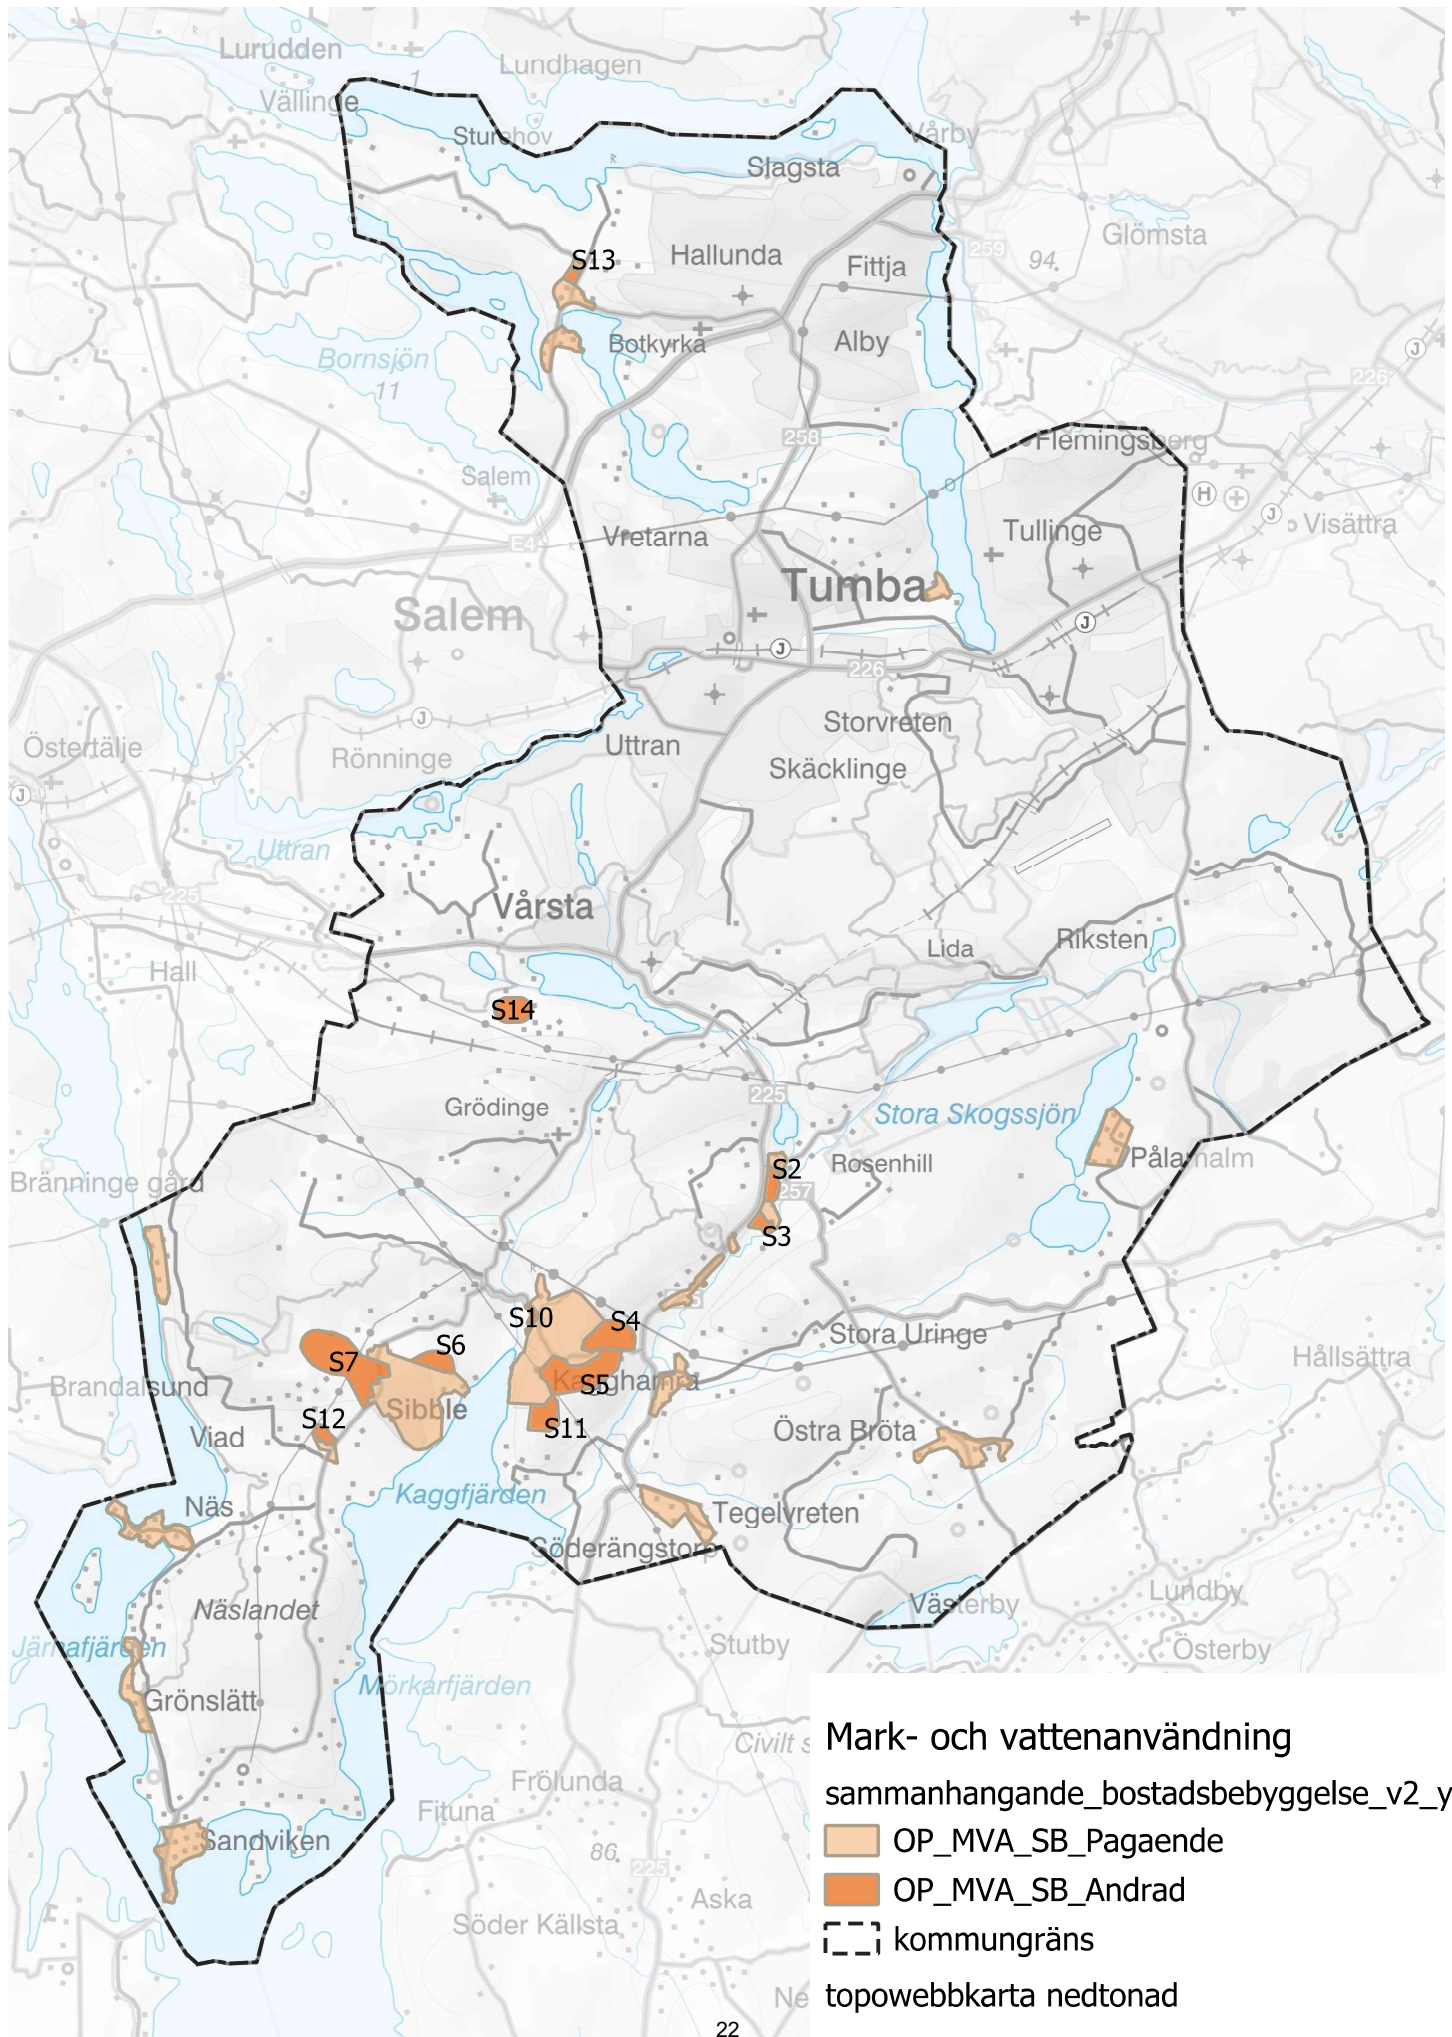 Lurudden
Lundhagen
1
Vällinge
Sturehov
R
Vårby
Slagsta
R
Glömsta
259
94.
S13
Hallunda
Fittja
Botkyrka
Alby
Bornsjön
11
J
226
258
Flemingsberg
Salem
H
J
Visättra
Tullinge
Vretarna
E4
R
Tumba
Salem
J
J
226
J
Storvreten
Östertälje
Rönninge
Uttran
Skäcklinge
J
Uttran
225
Vårsta
Lida
Riksten
Hall
S14
225
Grödinge
Stora Skogssjön
Pålamalm
Rosenhill
S2
257
Bränninge gård
S3
R
S10
S4
Stora Uringe
S6
S7
Hållsättra
Brandalsund
Kagghamra
S5
Sibble
S12
S11
Östra Bröta
Viad
Kaggfjärden
Näs
Tegelvreten
Söderängstorp
Lundby
Näslandet
Västerby
Järnafjärden
Stutby
Österby
Mörkarfjärden
Grönslätt
Civilt s
Frölunda
Fituna
Sandviken
86.
225
Aska
Söder Källsta
Ne
Mark- och vattenanvändning
sammanhangande_bostadsbebyggelse_v2_y
OP_MVA_SB_Pagaende
OP_MVA_SB_Andrad
kommungräns
topowebbkarta nedtonad
22